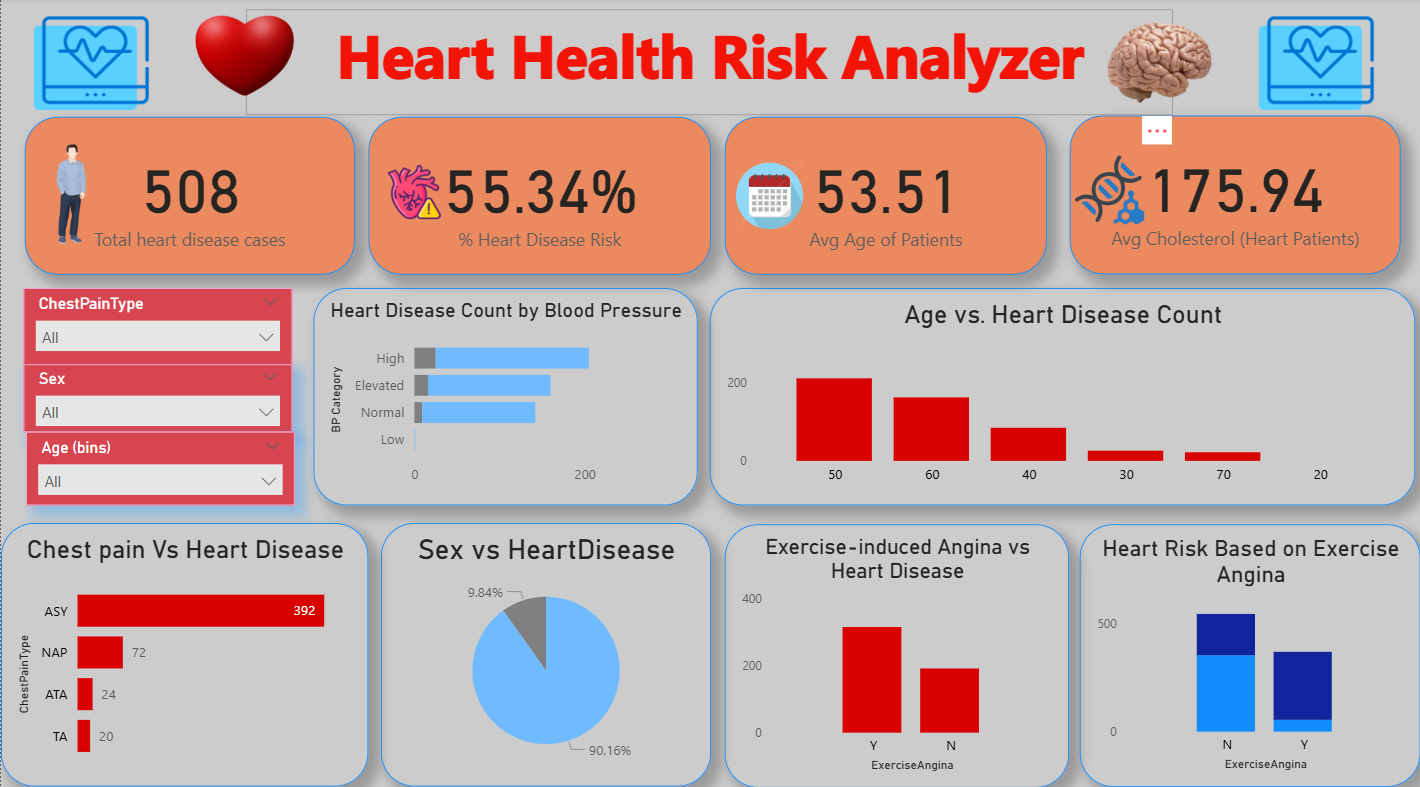 Heart Health Risk Analyzer
508
Total heart disease cases
55.34%
% Heart Disease Risk
53.51
Avg Age of Patients
175.94
Avg Cholesterol (Heart Patients)
ChestPainType
All
Sex
All
Age (bins)
All
Heart Disease Count by Blood Pressure
BP Category
High
Elevated
Normal
Low
0 200
Age vs. Heart Disease Count
200
0
50 60 40 30 70 20
Chest pain Vs Heart Disease
ChestPainType
ASY 392
NAP 72
ATA 24
TA 20
Sex vs HeartDisease
9.84%
90.16%
Exercise-induced Angina vs
Heart Disease
400
200
0
Y N
ExerciseAngina
Heart Risk Based on Exercise
Angina
500
0
N Y
ExerciseAngina